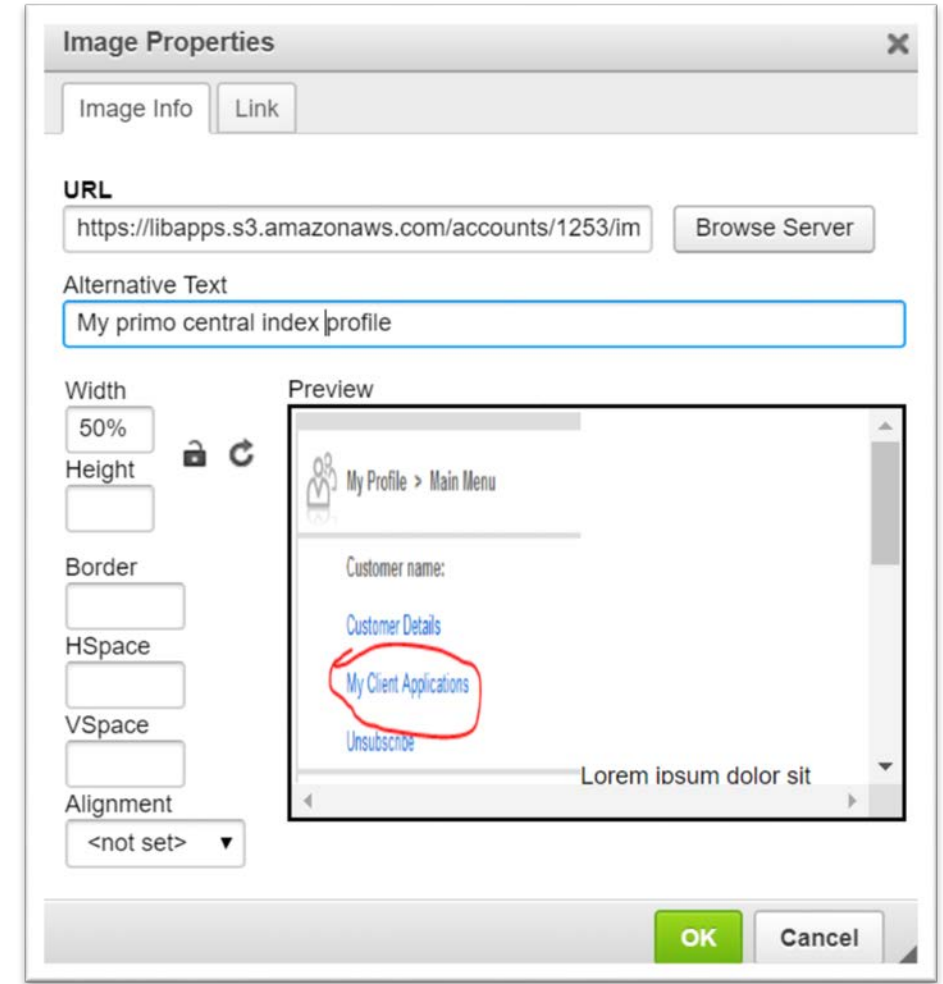 Image Properties
Image Info Link
URL
https://libapps.s3.amazonaws.com/accounts/1253/im Browse Server
Alternative Text
My primo central index profile
Width
50%
Height
Border
HSpace
VSpace
Alignment
<not set>
Preview
My Profile > Main Menu
Customer name:
Customer Details
My Client Applications
Unsubscribe
Lorem ipsum dolor sit
OK Cancel